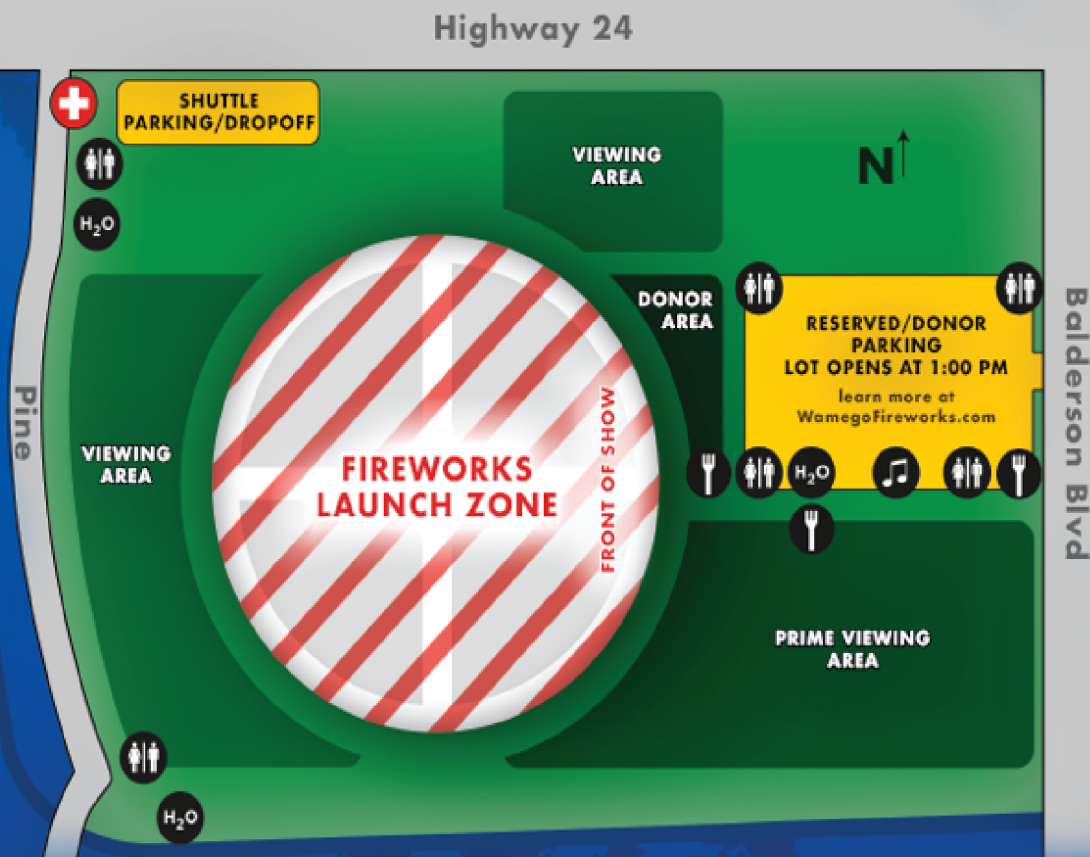 Highway 24
SHUTTLE
PARKING/DROPOFF
VIEWING
AREA
N
H₂O
DONOR
AREA
RESERVED/DONOR
PARKING
LOT OPENS AT 1:00 PM
learn more at
WamegoFireworks.com
Balderson Blvd
Pine
VIEWING
AREA
FIREWORKS
LAUNCH ZONE
FRONT OF SHOW
H₂O
PRIME VIEWING
AREA
H₂O